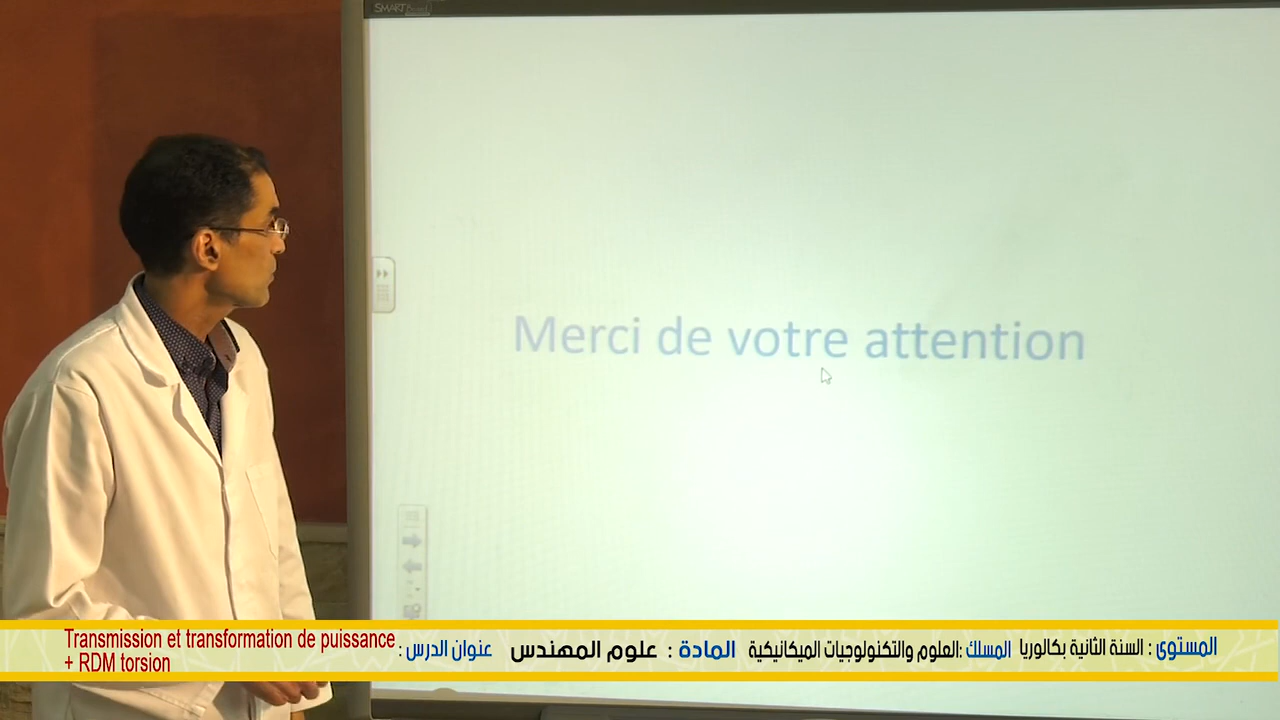 SMART
Merci de votre attention
المستوى : السنة الثانية بكالوريا المسلك :العلوم والتكنولوجيات الميكانيكية المادة : علوم المهندس عنوان الدرس : Transmission et transformation de puissance
+ RDM torsion